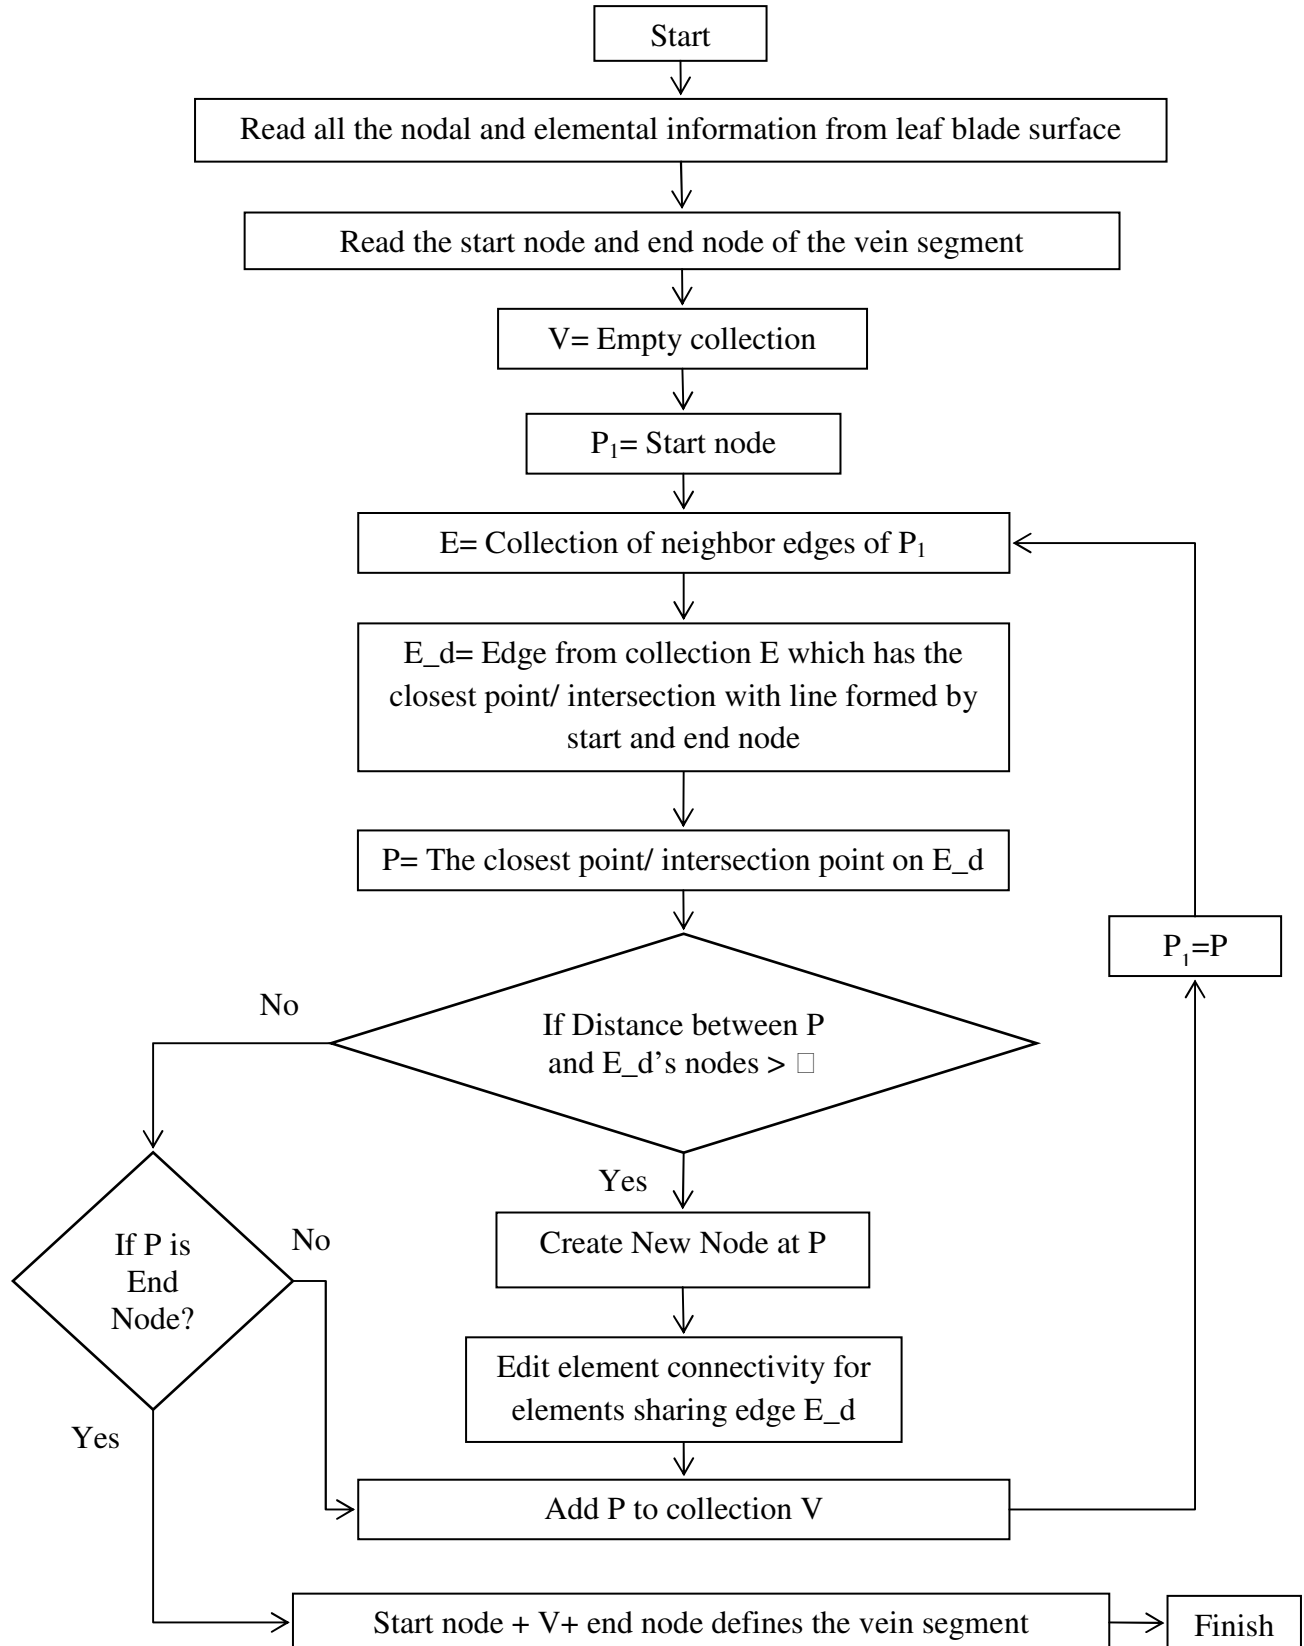 Start
Read all the nodal and elemental information from leaf blade surface
Read the start node and end node of the vein segment
V= Empty collection
P₁= Start node
E= Collection of neighbor edges of P₁
E_d= Edge from collection E which has the
closest point/ intersection with line formed by
start and end node
P= The closest point/ intersection point on E_d
P₁=P
No
If Distance between P
and E_d's nodes > □
Yes
If P is
End
Node?
No
Create New Node at P
Edit element connectivity for
elements sharing edge E_d
Yes
Add P to collection V
Start node + V+ end node defines the vein segment
Finish